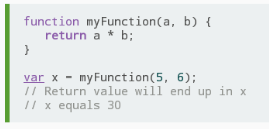 function myFunction(a, b) {
   return a * b;
}

var x = myFunction(5, 6);
// Return value will end up in x
// x equals 30